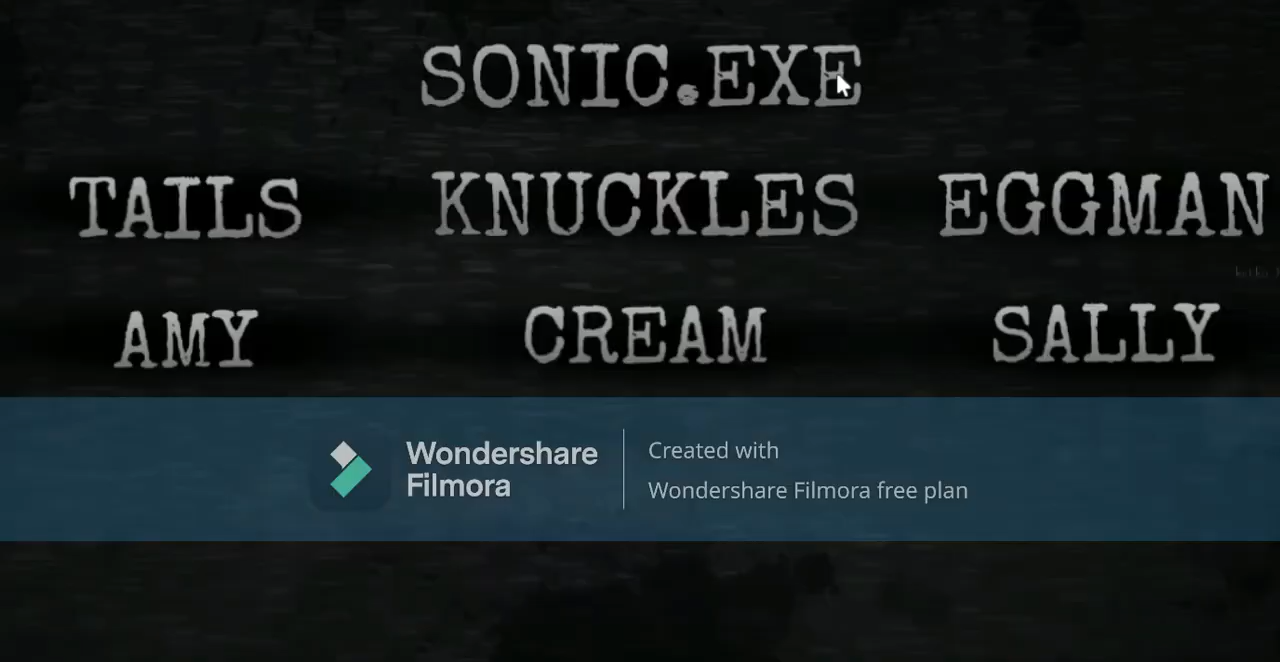 SONIC.EXE
TAILS KNUCKLES EGGMAN
AMY CREAM SALLY
Wondershare
Filmora
Created with
Wondershare Filmora free plan